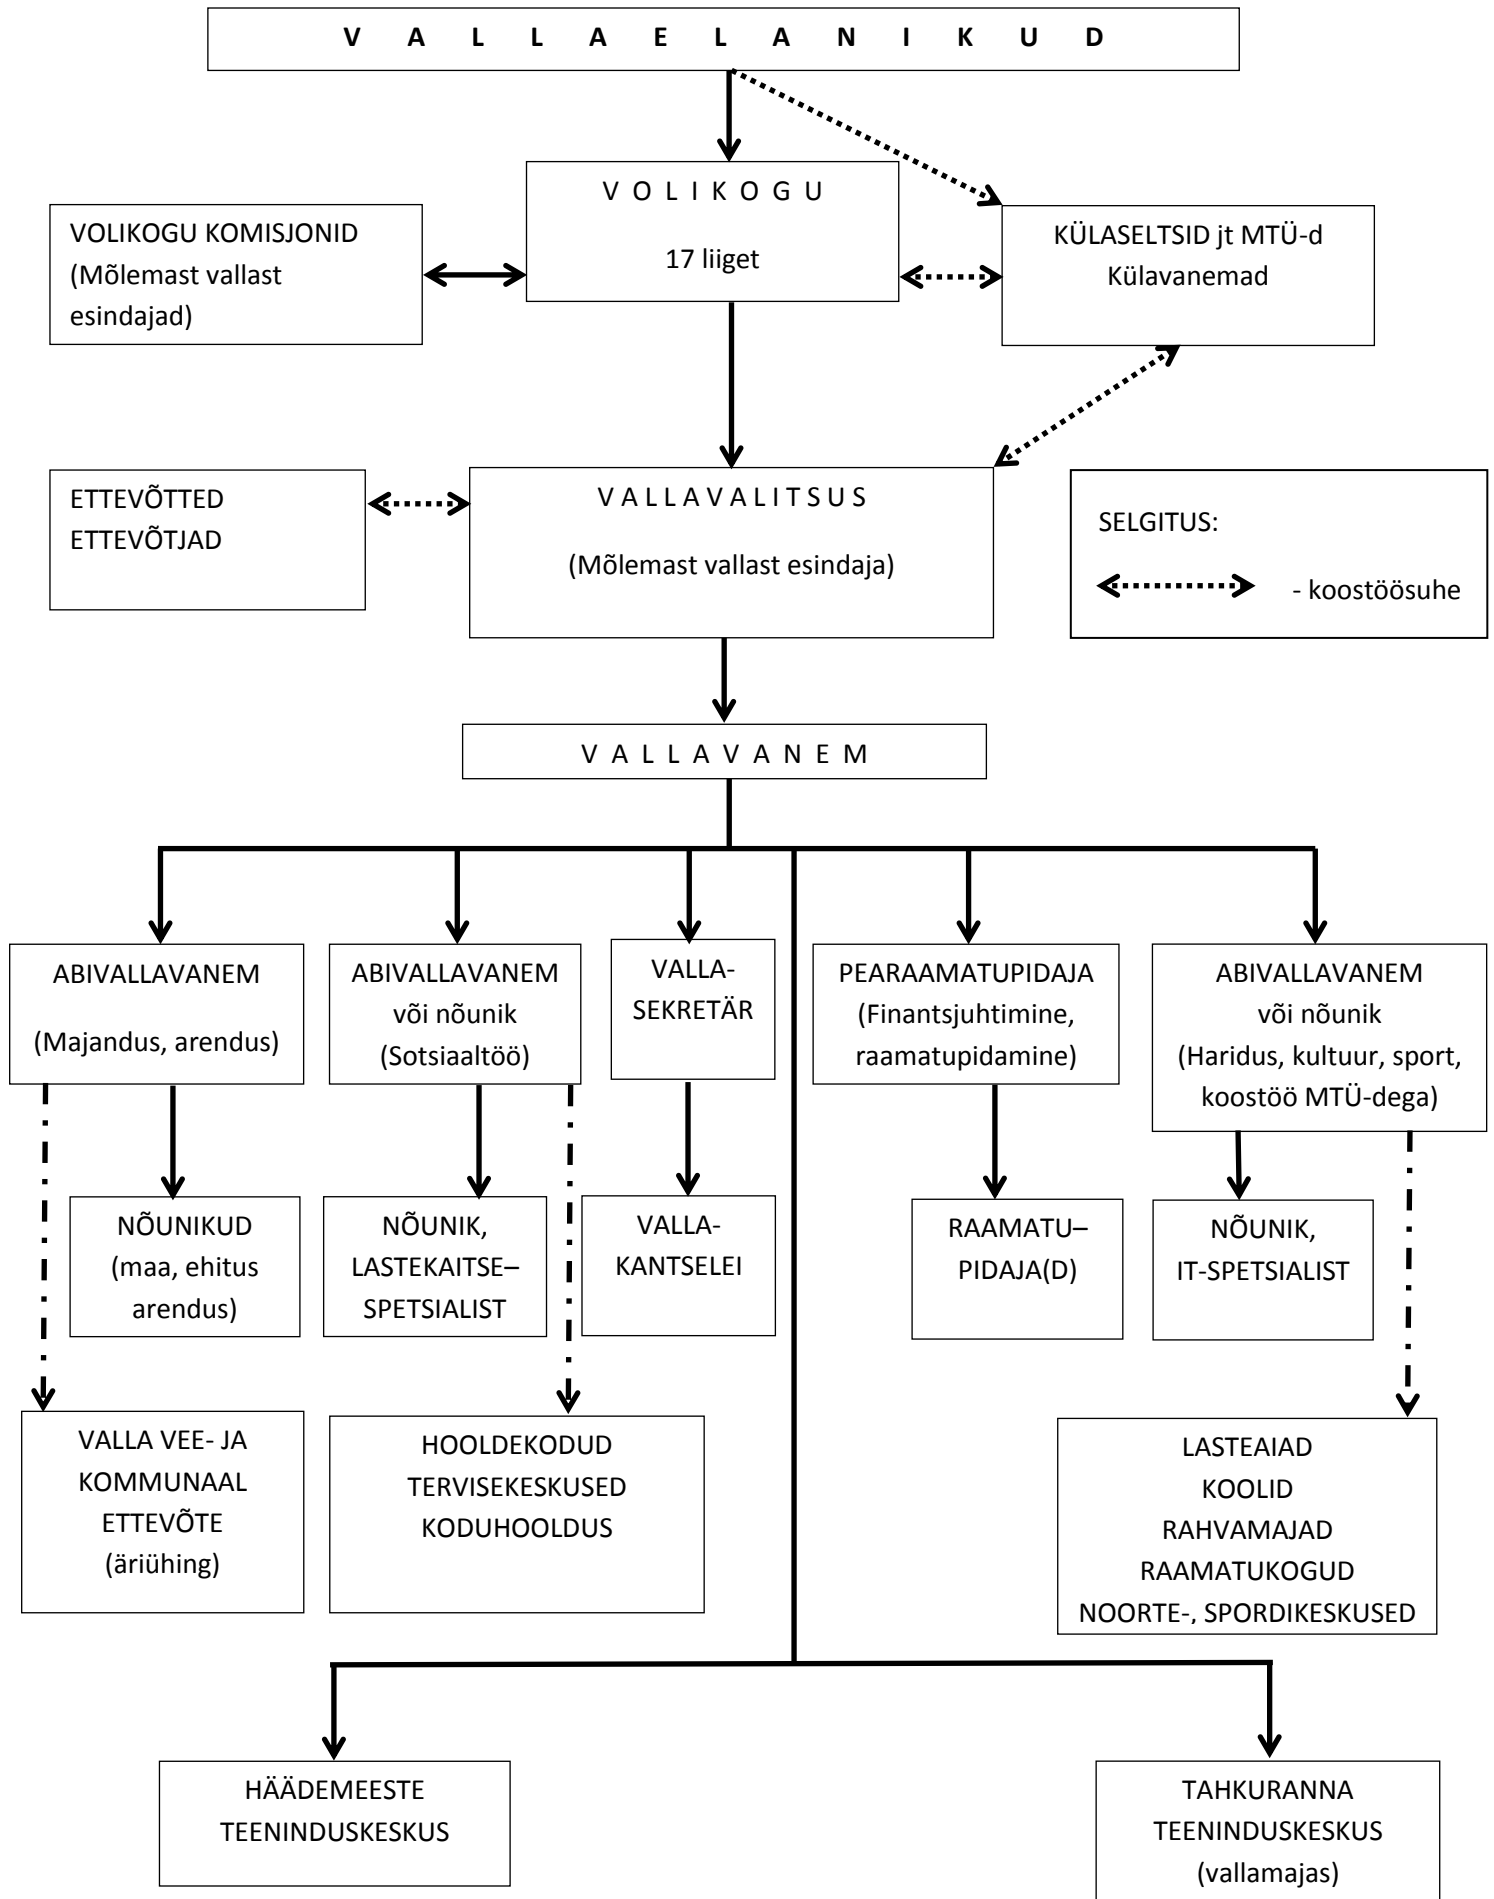 V A L L A E L A N I K U D
V O L I K O G U
17 liiget
VOLIKOGU KOMISJONID
(Mõlemast vallast
esindajad)
KÜLASELTSID jt MTÜ-d
Külavanemad
ETTEVÕTTED
ETTEVÕTJAD
V A L L A V A L I T S U S
(Mõlemast vallast esindaja)
SELGITUS:
- koostöösuhe
V A L L A V A N E M
ABIVALLAVANEM
(Majandus, arendus)
ABIVALLAVANEM
või nõunik
(Sotsiaaltöö)
VALLA-
SEKRETÄR
PEARAAMATUPIDAJA
(Finantsjuhtimine,
raamatupidamine)
ABIVALLAVANEM
või nõunik
(Haridus, kultuur, sport,
koostöö MTÜ-dega)
NÕUNIKUD
(maa, ehitus
arendus)
NÕUNIK,
LASTEKAITSE–
SPETSIALIST
VALLA-
KANTSELEI
RAAMATU–
PIDAJA(D)
NÕUNIK,
IT-SPETSIALIST
VALLA VEE- JA
KOMMUNAAL
ETTEVÕTE
(äriühing)
HOOLDEKODUD
TERVISEKESKUSED
KODUHOOLDUS
LASTEAIAD
KOOLID
RAHVAMAJAD
RAAMATUKOGUD
NOORTE-, SPORDIKESKUSED
HÄÄDEMEESTE
TEENINDUSKESKUS
TAHKURANNA
TEENINDUSKESKUS
(vallamajas)